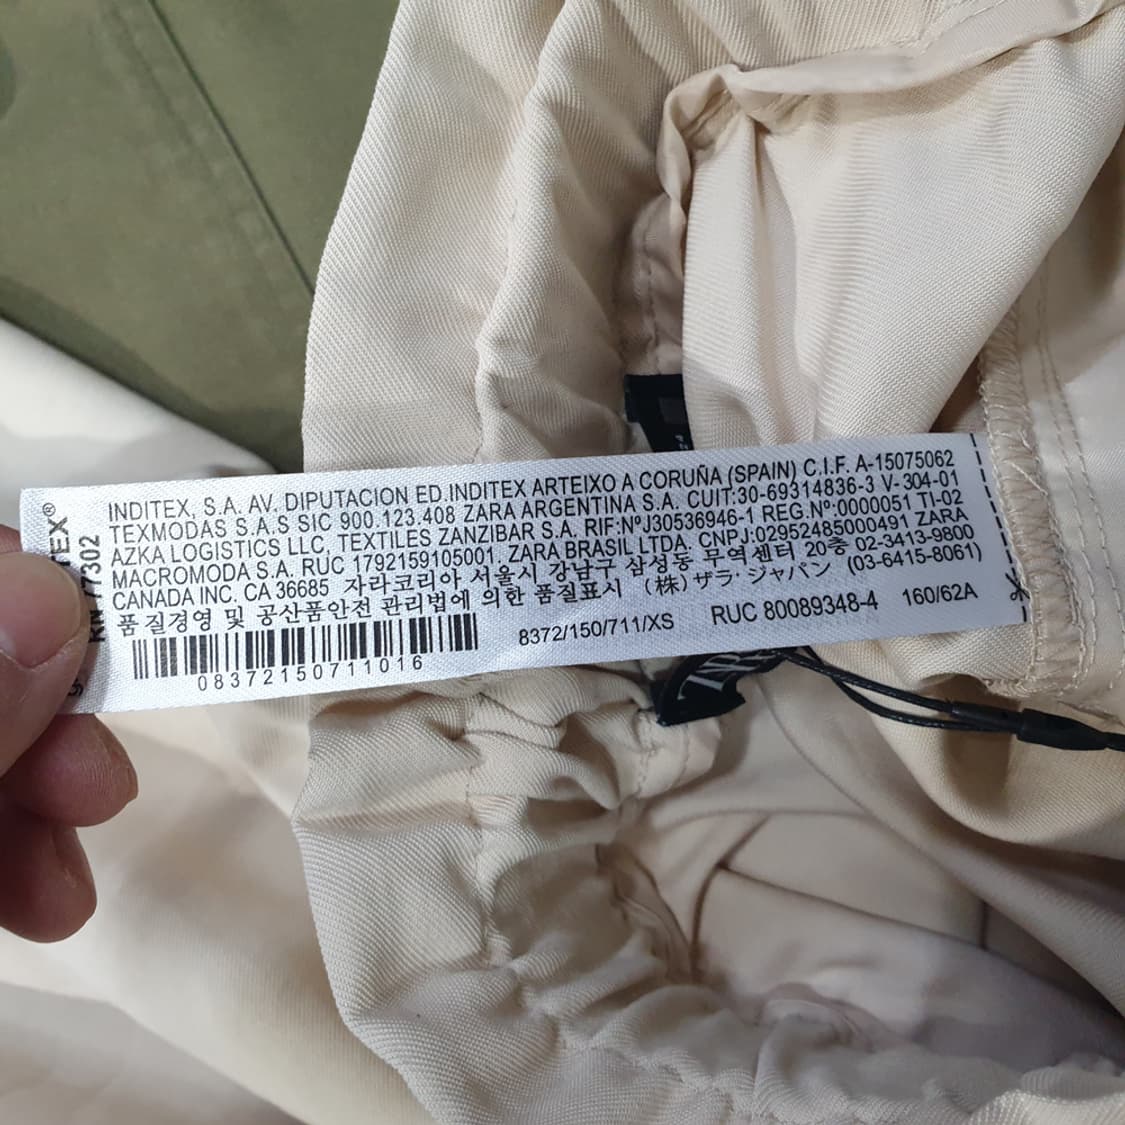 INDITEX, S.A. AV. DIPUTACION ED.INDITEX ARTEIXO A CORUÑA (SPAIN) C.I.F. A-15075062
TEXMODAS S.A.S SIC 900.123.408 ZARA ARGENTINA S.A. CUIT:30-69314836-3 V-304-01
AZKA LOGISTICS LLC, TEXTILES ZANZIBAR S.A. RIF:NºJ30536946-1 REG.Nº:0000051 TI-02
MACROMODA S.A. RUC 1792159105001. ZARA BRASIL LTDA. CNPJ:02952485000491 ZARA
CANADA INC. CA 36685 자라코리아 서울시 강남구 삼성동 무역센터 20층 02-3413-9800
품질경영 및 공산품안전 관리법에 의한 품질표시 (株)ザラ・ジャパン (03-6415-8061)
08372150711016
8372/150/711/XS
RUC 80089348-4
160/62A
TEX®
RN 77302